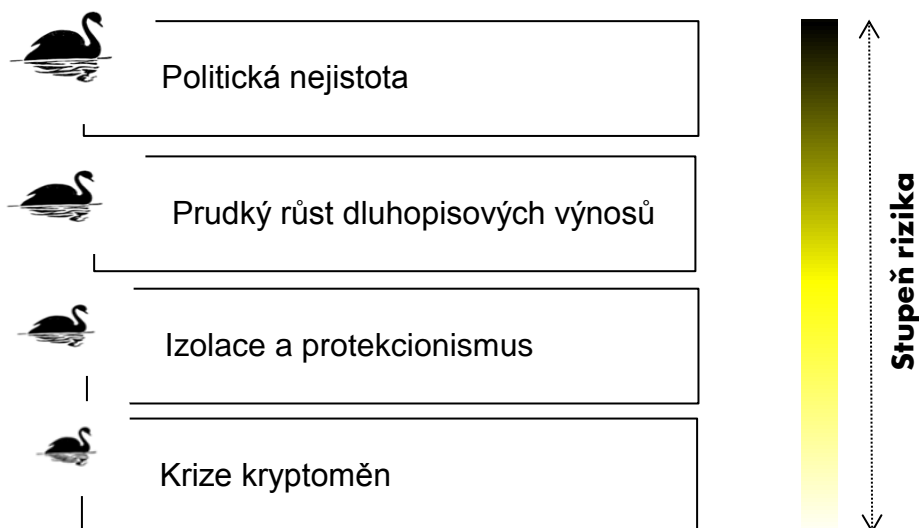 Politická nejistota
Prudký růst dluhopisových výnosů
Izolace a protekcionismus
Krize kryptoměn
Stupeň rizika